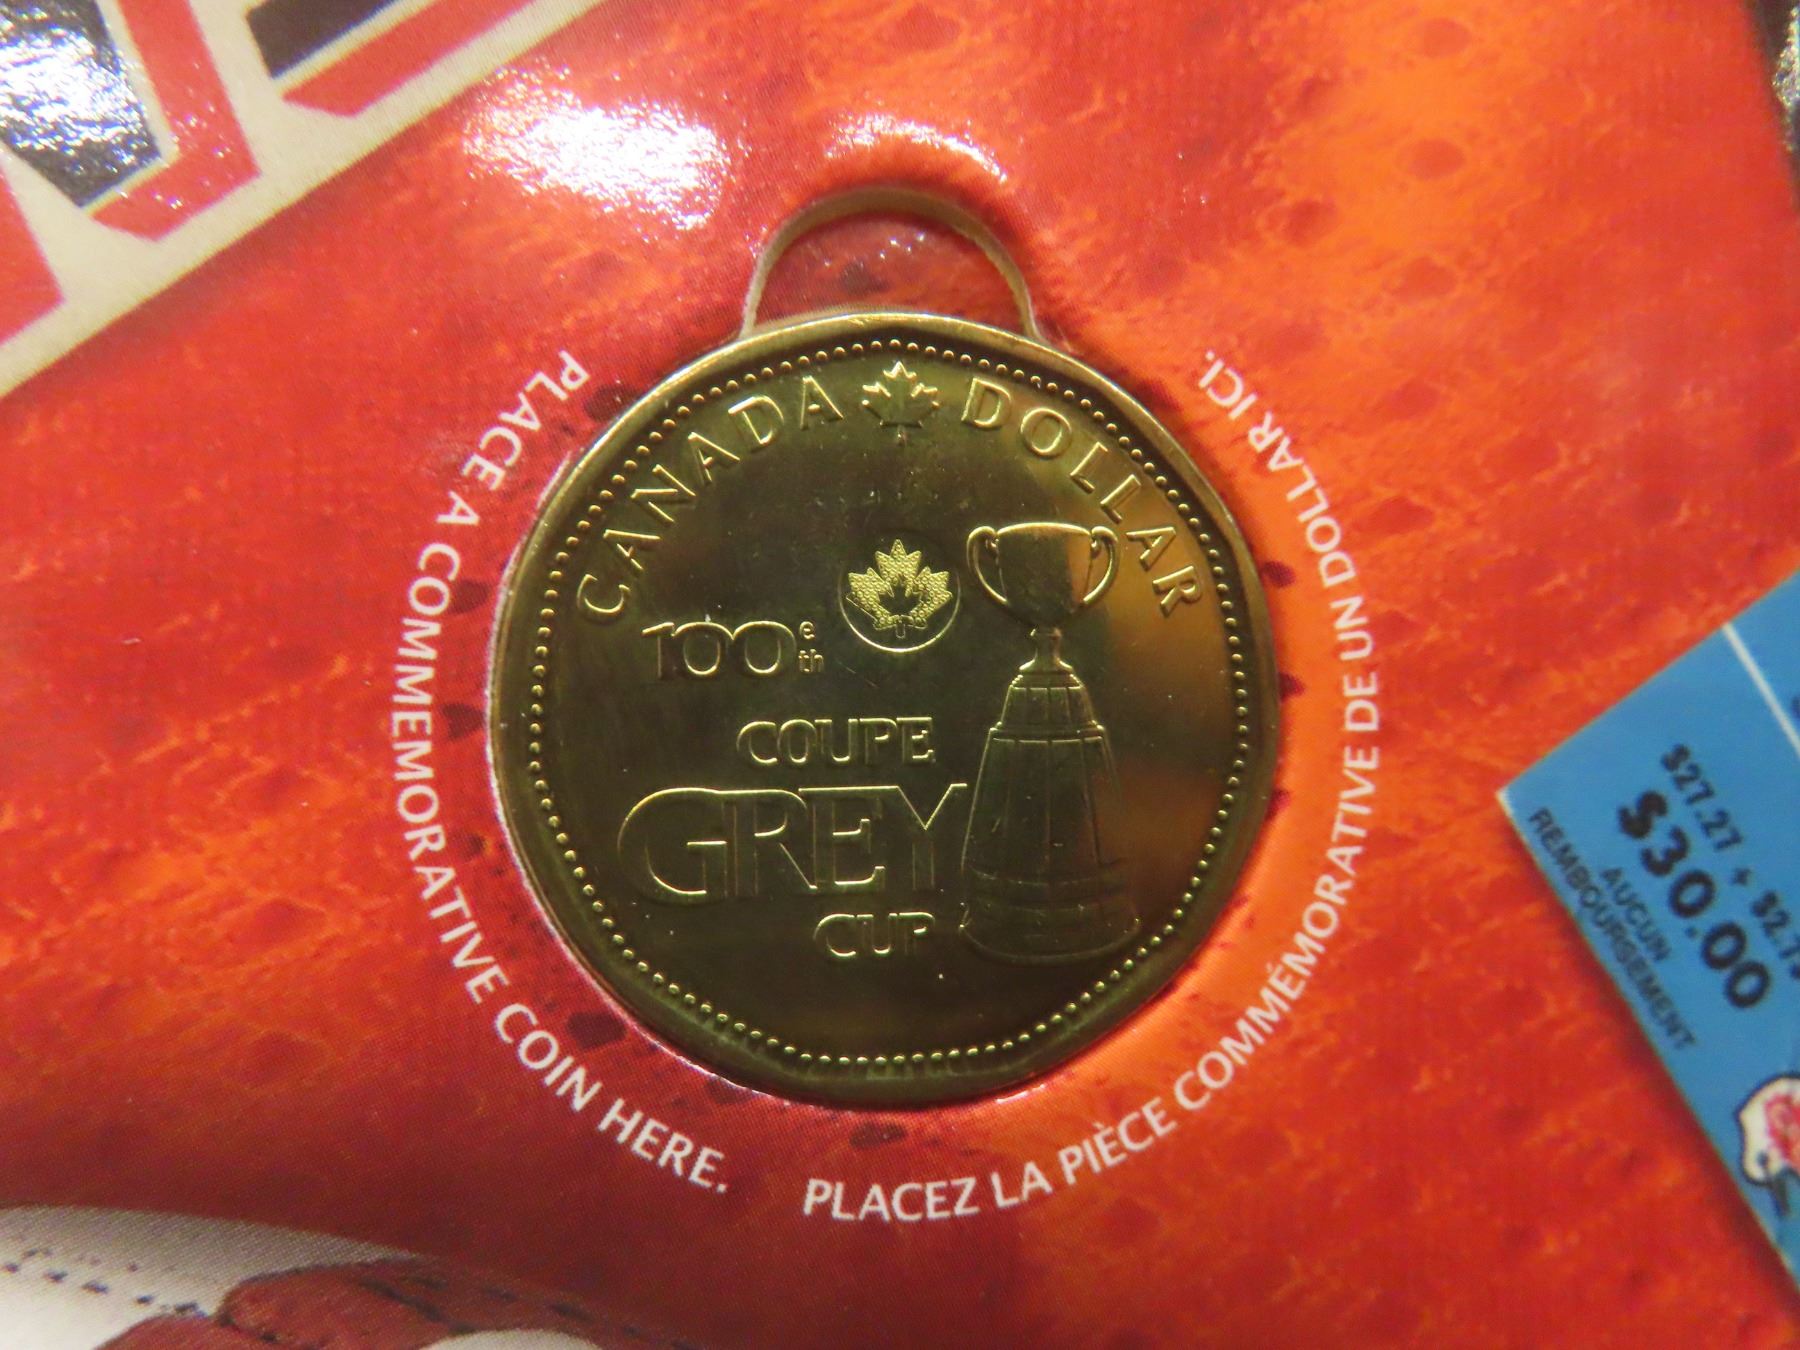 CANADA DOLLAR
100e
th
COUPE
GREY
CUP
PLACE A COMMEMORATIVE COIN HERE.
PLACEZ LA PIÈCE COMMÉMORATIVE DE UN DOLLAR ICI.
$27.27 + $2.73
$30.00
AUCUN
REMBOURSEMENT